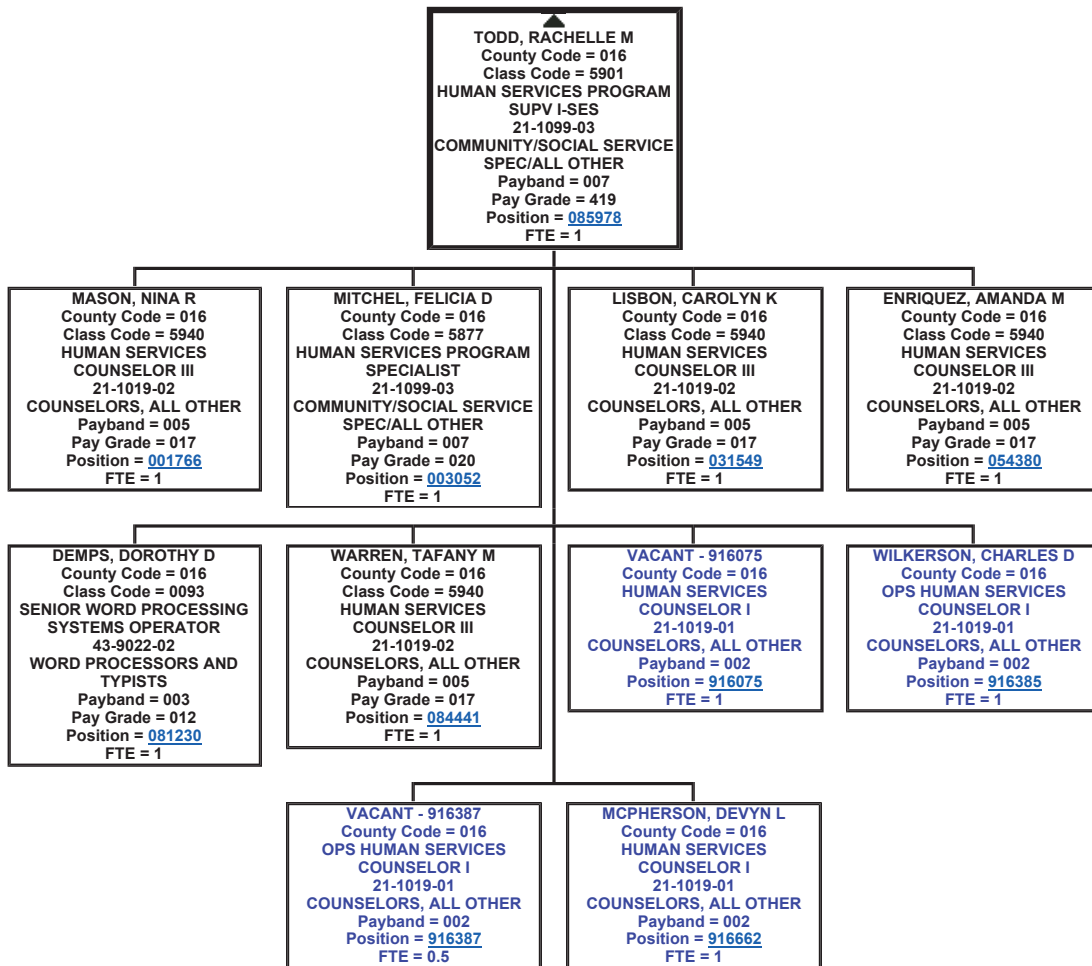 TODD, RACHELLE M
County Code = 016
Class Code = 5901
HUMAN SERVICES PROGRAM
SUPV I-SES
21-1099-03
COMMUNITY/SOCIAL SERVICE
SPEC/ALL OTHER
Payband = 007
Pay Grade = 419
Position = 085978
FTE = 1
MASON, NINA R
County Code = 016
Class Code = 5940
HUMAN SERVICES
COUNSELOR III
21-1019-02
COUNSELORS, ALL OTHER
Payband = 005
Pay Grade = 017
Position = 001766
FTE = 1
MITCHEL, FELICIA D
County Code = 016
Class Code = 5877
HUMAN SERVICES PROGRAM
SPECIALIST
21-1099-03
COMMUNITY/SOCIAL SERVICE
SPEC/ALL OTHER
Payband = 007
Pay Grade = 020
Position = 003052
FTE = 1
LISBON, CAROLYN K
County Code = 016
Class Code = 5940
HUMAN SERVICES
COUNSELOR III
21-1019-02
COUNSELORS, ALL OTHER
Payband = 005
Pay Grade = 017
Position = 031549
FTE = 1
ENRIQUEZ, AMANDA M
County Code = 016
Class Code = 5940
HUMAN SERVICES
COUNSELOR III
21-1019-02
COUNSELORS, ALL OTHER
Payband = 005
Pay Grade = 017
Position = 054380
FTE = 1
DEMPS, DOROTHY D
County Code = 016
Class Code = 0093
SENIOR WORD PROCESSING
SYSTEMS OPERATOR
43-9022-02
WORD PROCESSORS AND
TYPISTS
Payband = 003
Pay Grade = 012
Position = 081230
FTE = 1
WARREN, TAFANY M
County Code = 016
Class Code = 5940
HUMAN SERVICES
COUNSELOR III
21-1019-02
COUNSELORS, ALL OTHER
Payband = 005
Pay Grade = 017
Position = 084441
FTE = 1
VACANT - 916075
County Code = 016
HUMAN SERVICES
COUNSELOR I
21-1019-01
COUNSELORS, ALL OTHER
Payband = 002
Position = 916075
FTE = 1
WILKERSON, CHARLES D
County Code = 016
OPS HUMAN SERVICES
COUNSELOR I
21-1019-01
COUNSELORS, ALL OTHER
Payband = 002
Position = 916385
FTE = 1
VACANT - 916387
County Code = 016
OPS HUMAN SERVICES
COUNSELOR I
21-1019-01
COUNSELORS, ALL OTHER
Payband = 002
Position = 916387
FTE = 0.5
MCPHERSON, DEVYN L
County Code = 016
HUMAN SERVICES
COUNSELOR I
21-1019-01
COUNSELORS, ALL OTHER
Payband = 002
Position = 916662
FTE = 1